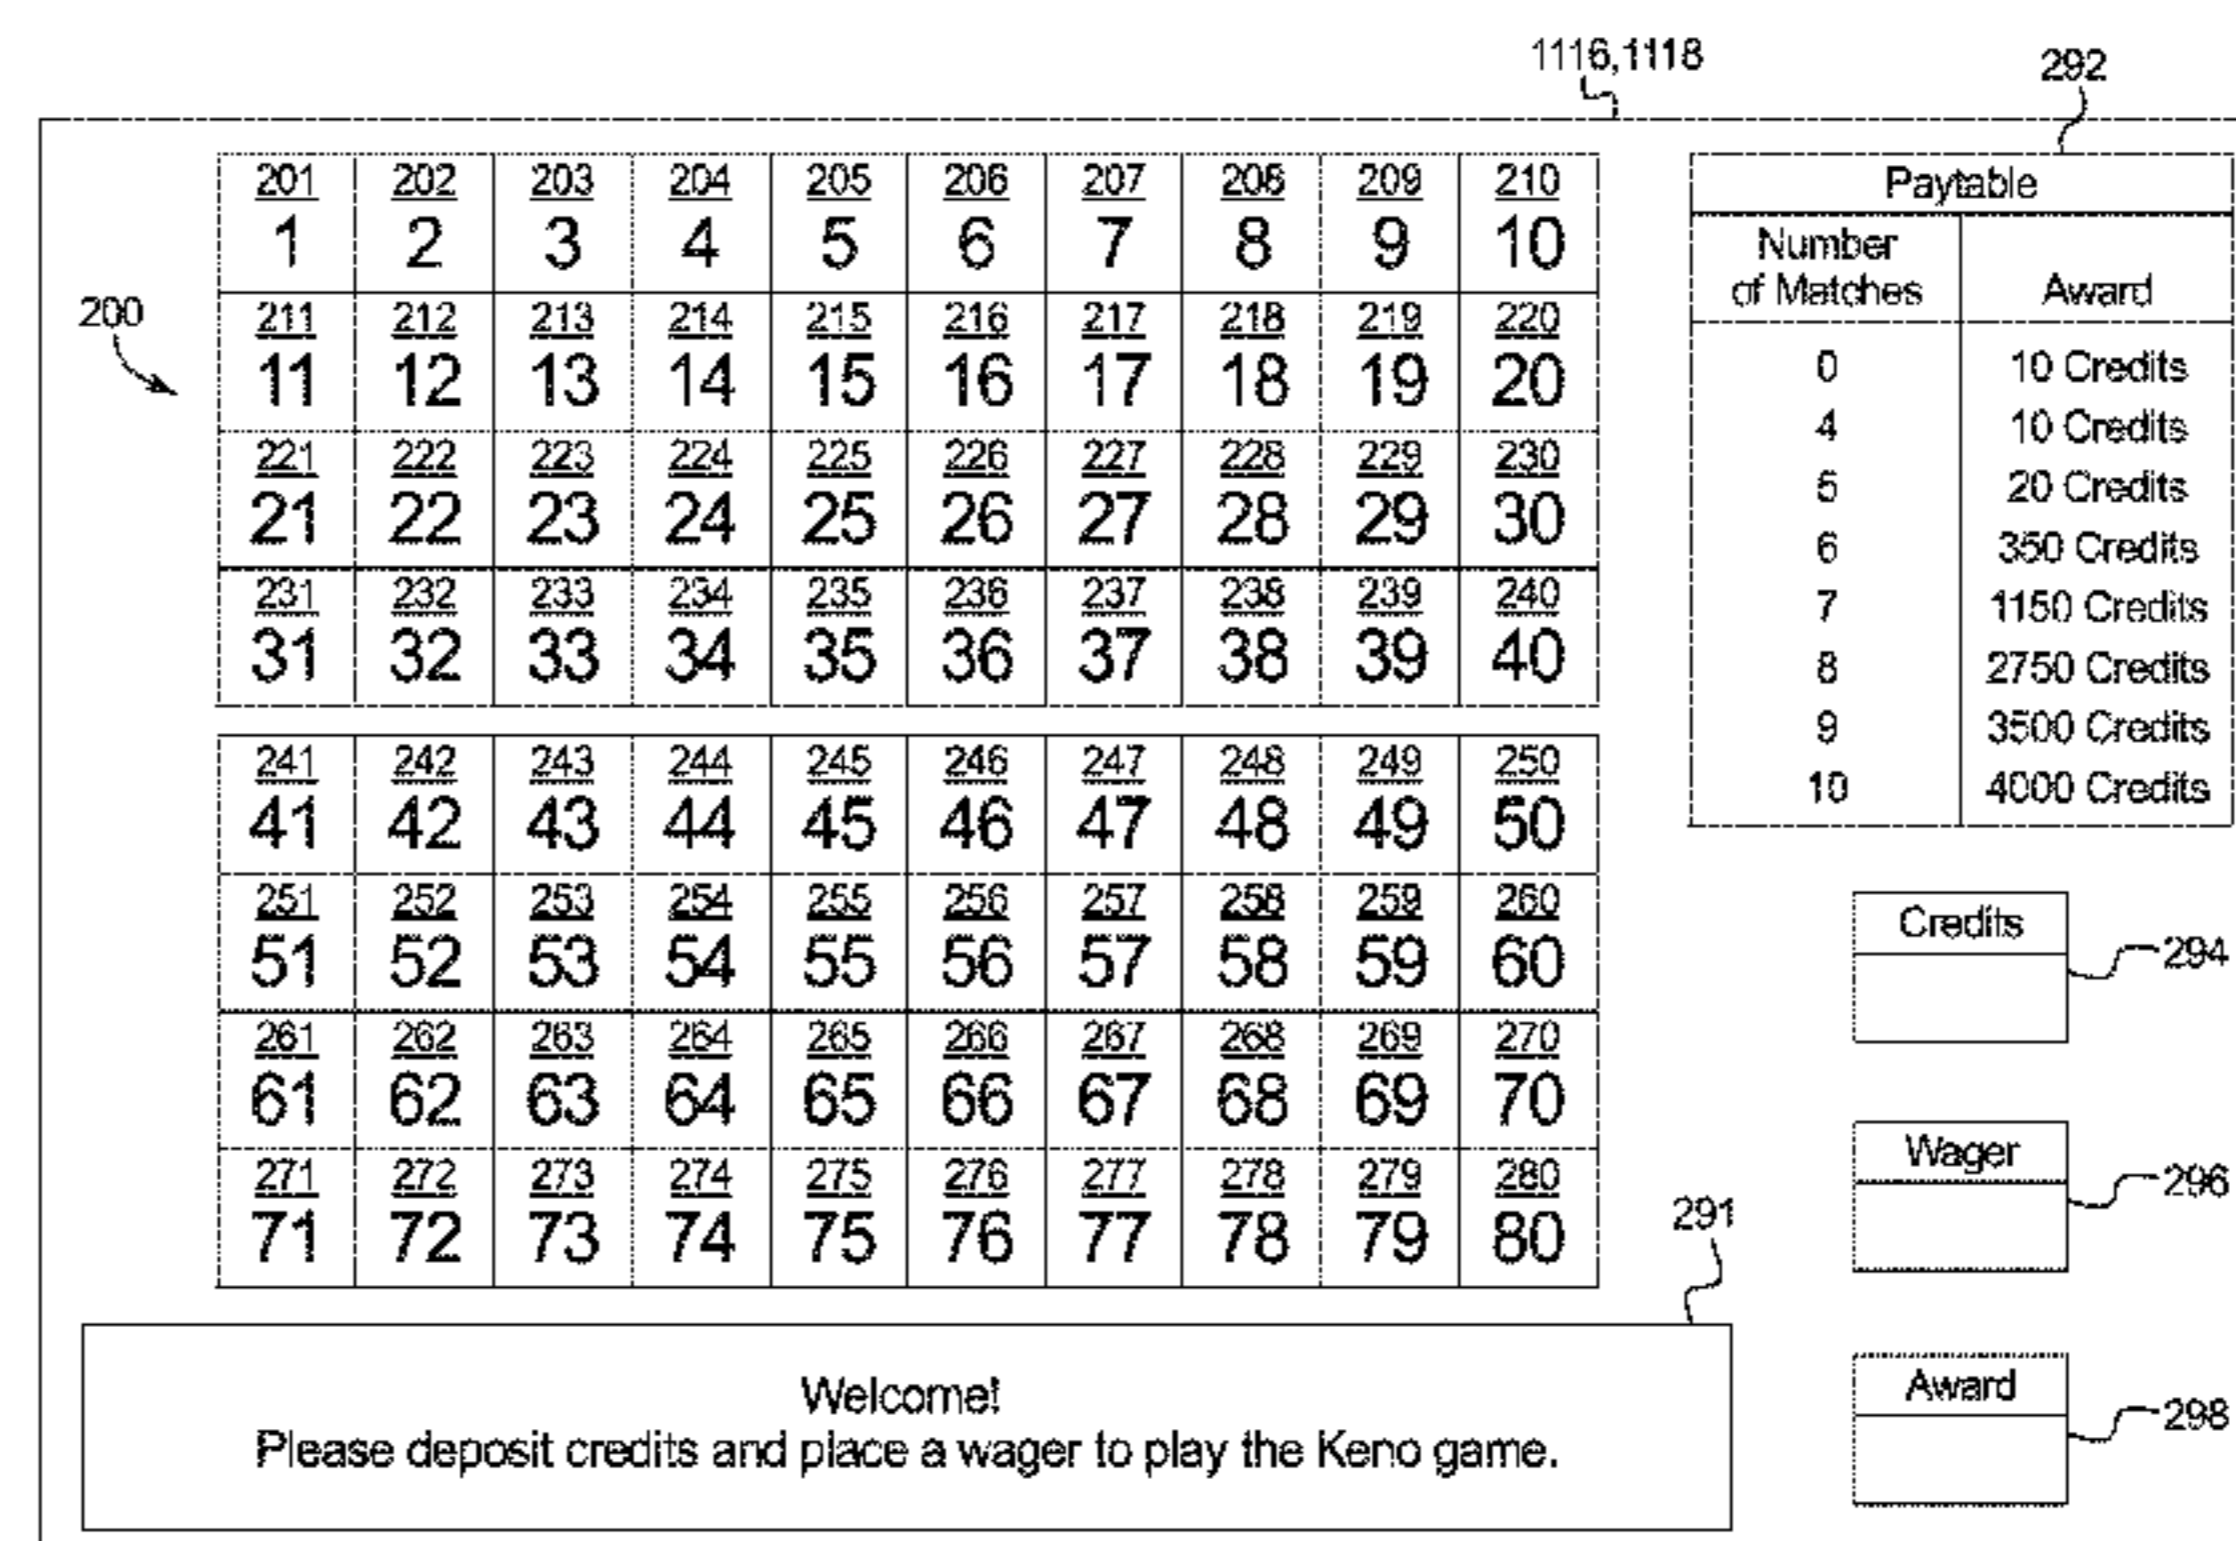 1116,1118
292
200
201 202 203 204 205 206 207 208 209 210
1 2 3 4 5 6 7 8 9 10
211 212 213 214 215 216 217 218 219 220
11 12 13 14 15 16 17 18 19 20
221 222 223 224 225 226 227 228 229 230
21 22 23 24 25 26 27 28 29 30
231 232 233 234 235 236 237 238 239 240
31 32 33 34 35 36 37 38 39 40
241 242 243 244 245 246 247 248 249 250
41 42 43 44 45 46 47 48 49 50
251 252 253 254 255 256 257 258 259 260
51 52 53 54 55 56 57 58 59 60
261 262 263 264 265 266 267 268 269 270
61 62 63 64 65 66 67 68 69 70
271 272 273 274 275 276 277 278 279 280
71 72 73 74 75 76 77 78 79 80
Paytable
Number
of Matches Award
0 10 Credits
4 10 Credits
5 20 Credits
6 350 Credits
7 1150 Credits
8 2750 Credits
9 3500 Credits
10 4000 Credits
Credits
294
Wager
296
Award
298
291
Welcome!
Please deposit credits and place a wager to play the Keno game.